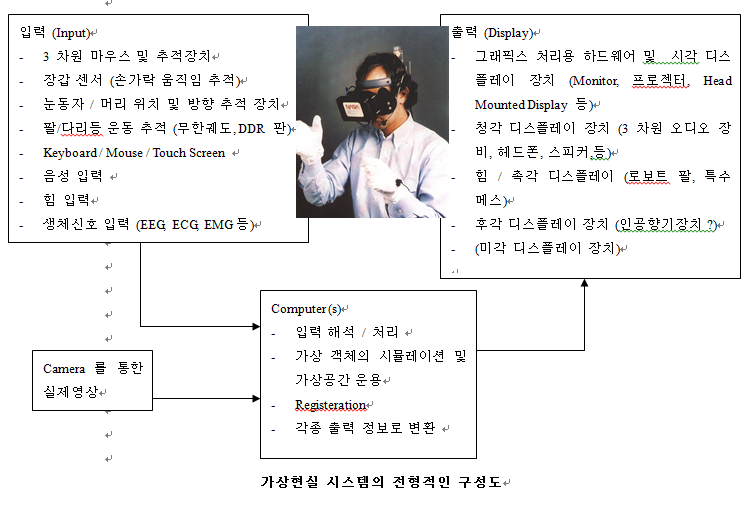 입력 (Input)
- 3 차원 마우스 및 추적장치
- 장갑 센서 (손가락 움직임 추적)
- 눈동자 / 머리 위치 및 방향 추적 장치
- 팔/다리등 운동 추적 (무한궤도, DDR 판)
- Keyboard / Mouse / Touch Screen
- 음성 입력
- 힘 입력
- 생체신호 입력 (EEG, ECG, EMG 등)
출력 (Display)
- 그래픽스 처리용 하드웨어 및 시각 디스
플레이 장치 (Monitor, 프로젝터, Head
Mounted Display 등)
- 청각 디스플레이 장치 (3 차원 오디오 장
비, 헤드폰, 스피커,등)
- 힘 / 촉각 디스플레이 (로보트 팔, 특수
메스)
- 후각 디스플레이 장치 (인공향기장치 ?)
- (미각 디스플레이 장치)
Computer(s)
- 입력 해석 / 처리
- 가상 객체의 시뮬레이션 및
가상공간 운용
- Registeration
- 각종 출력 정보로 변환
Camera 를 통한
실제영상
가상현실 시스템의 전형적인 구성도